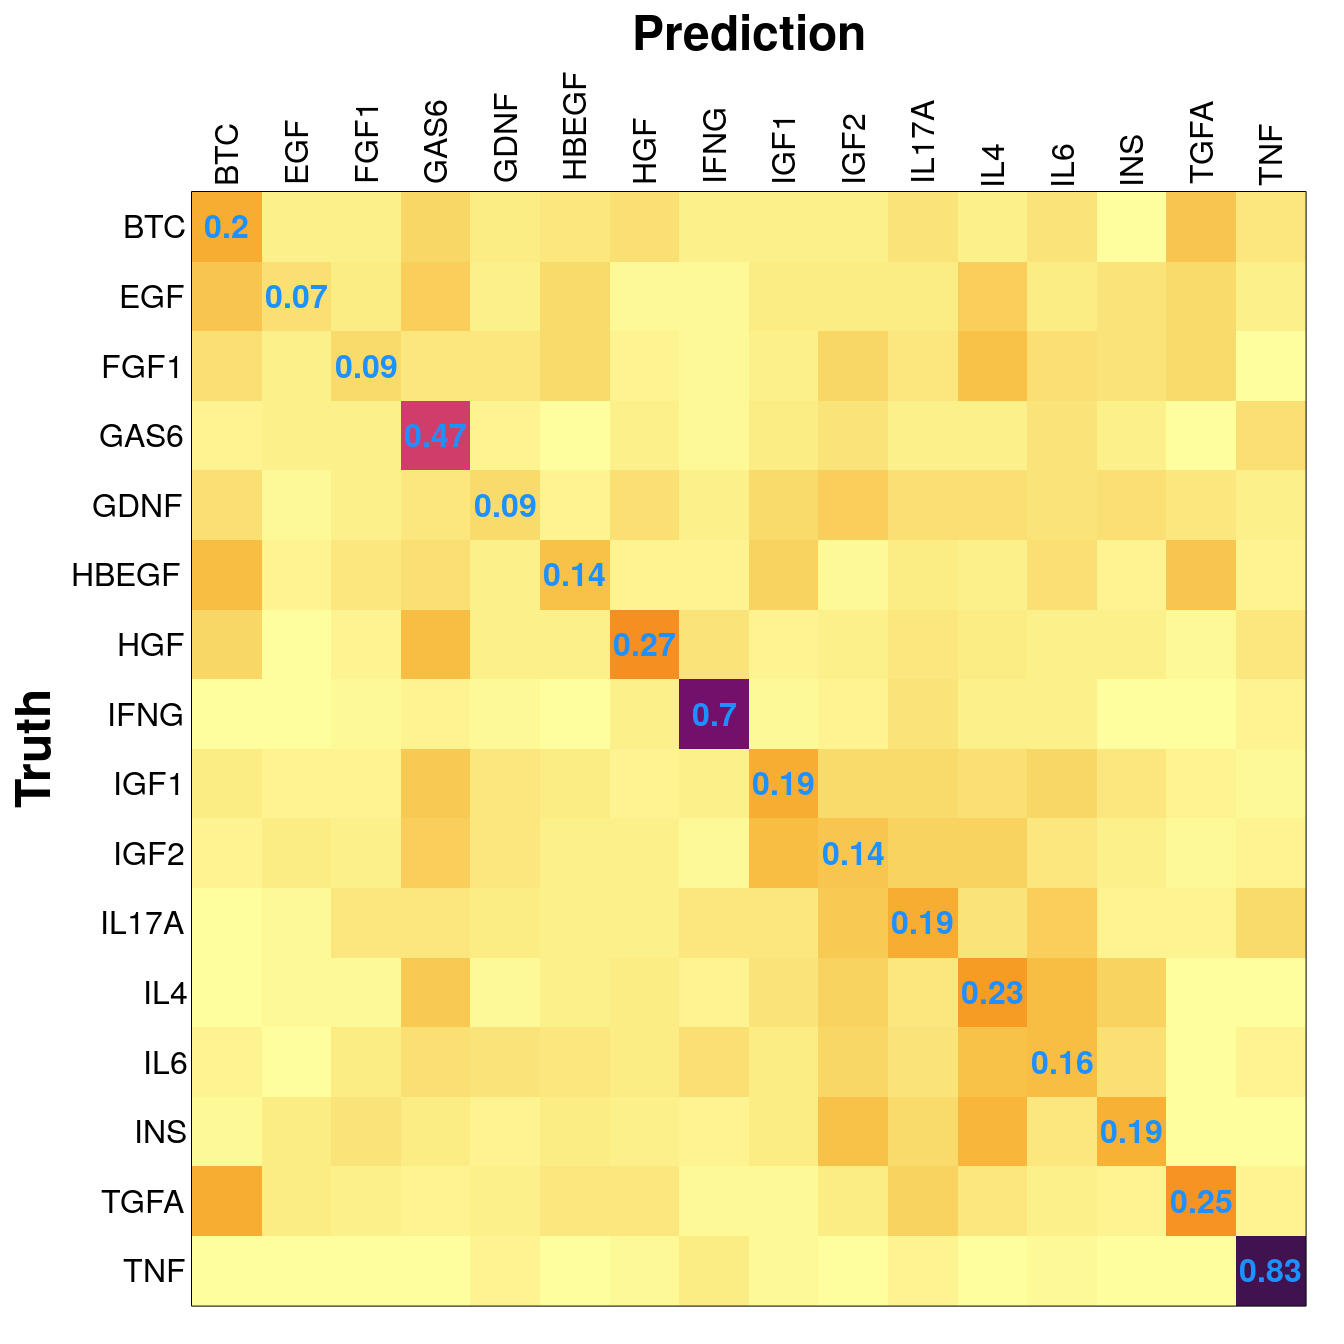 Prediction
BTC EGF FGF1 GAS6 GDNF HBEGF HGF IFNG IGF1 IGF2 IL17A IL4 IL6 INS TGFA TNF
Truth
BTC 0.2
EGF 0.07
FGF1 0.09
GAS6 0.47
GDNF 0.09
HBEGF 0.14
HGF 0.27
IFNG 0.7
IGF1 0.19
IGF2 0.14
IL17A 0.19
IL4 0.23
IL6 0.16
INS 0.19
TGFA 0.25
TNF 0.83